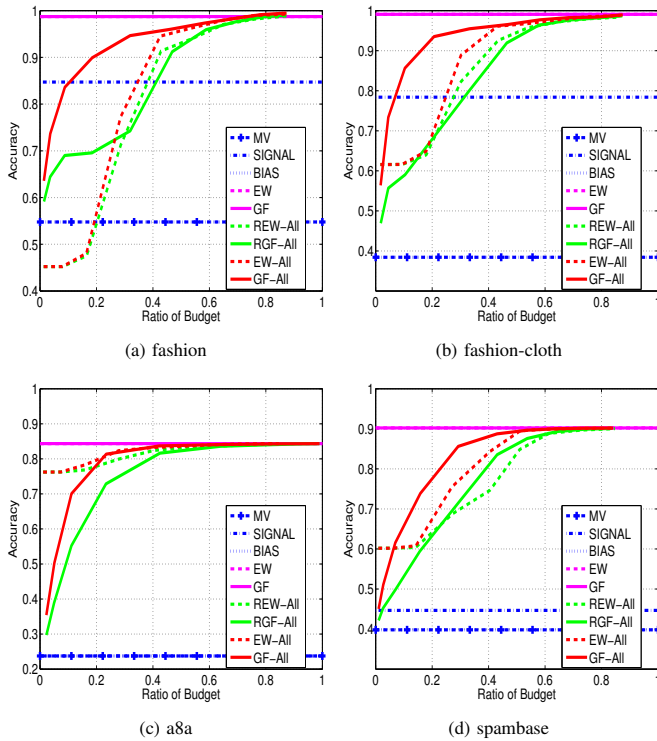 1
0.9
0.8
0.7
0.6
0.5
0.4
Accuracy
MV
SIGNAL
BIAS
EW
GF
REW-All
RGF-All
EW-All
GF-All
0 0.2 0.4 0.6 0.8 1
Ratio of Budget
(a) fashion
1
0.9
0.8
0.7
0.6
0.5
0.4
Accuracy
MV
SIGNAL
BIAS
EW
GF
REW-All
RGF-All
EW-All
GF-All
0 0.2 0.4 0.6 0.8 1
Ratio of Budget
(b) fashion-cloth
1
0.9
0.8
0.7
0.6
0.5
0.4
0.3
0.2
Accuracy
MV
SIGNAL
BIAS
EW
GF
REW-All
RGF-All
EW-All
GF-All
0 0.2 0.4 0.6 0.8 1
Ratio of Budget
(c) a8a
1
0.9
0.8
0.7
0.6
0.5
0.4
Accuracy
MV
SIGNAL
BIAS
EW
GF
REW-All
RGF-All
EW-All
GF-All
0 0.2 0.4 0.6 0.8 1
Ratio of Budget
(d) spambase